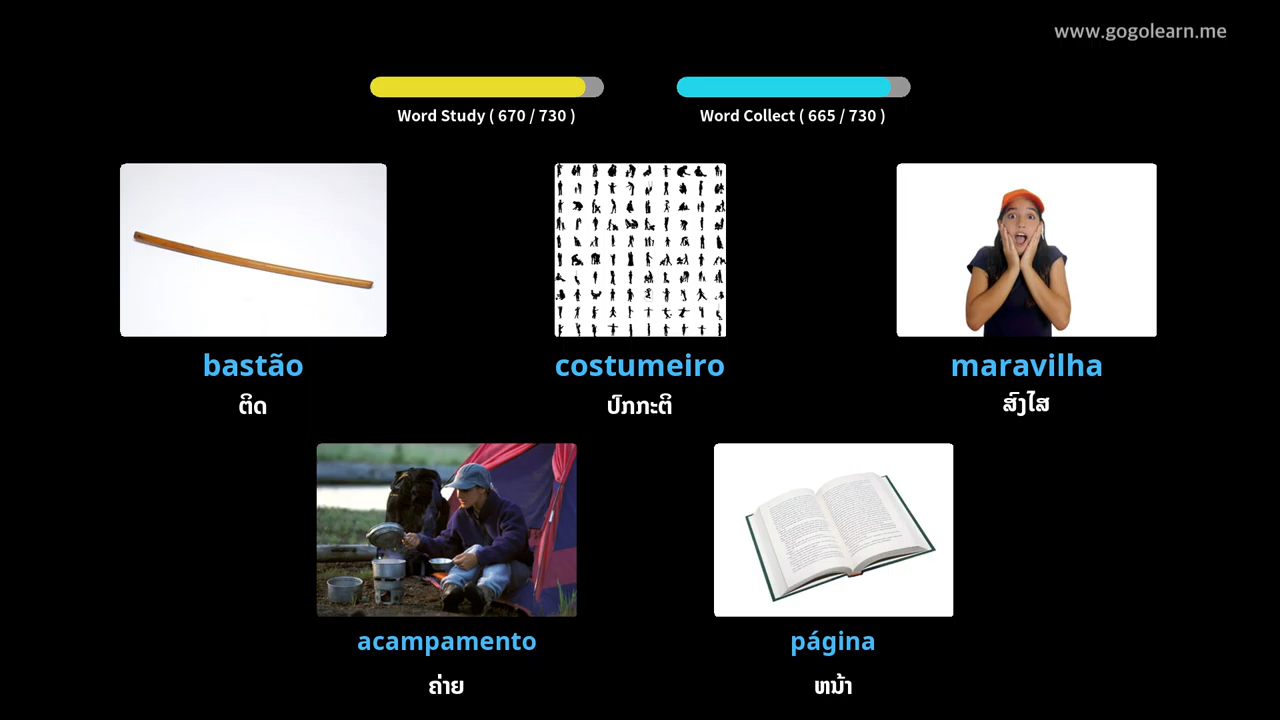 www.gogolearn.me
Word Study ( 670 / 730 )
Word Collect ( 665 / 730 )
bastão
costumeiro
maravilha
ຕິດ
ປົກກະຕິ
ສົງໄສ
acampamento
página
ຄ່າຍ
ຫນ້າ